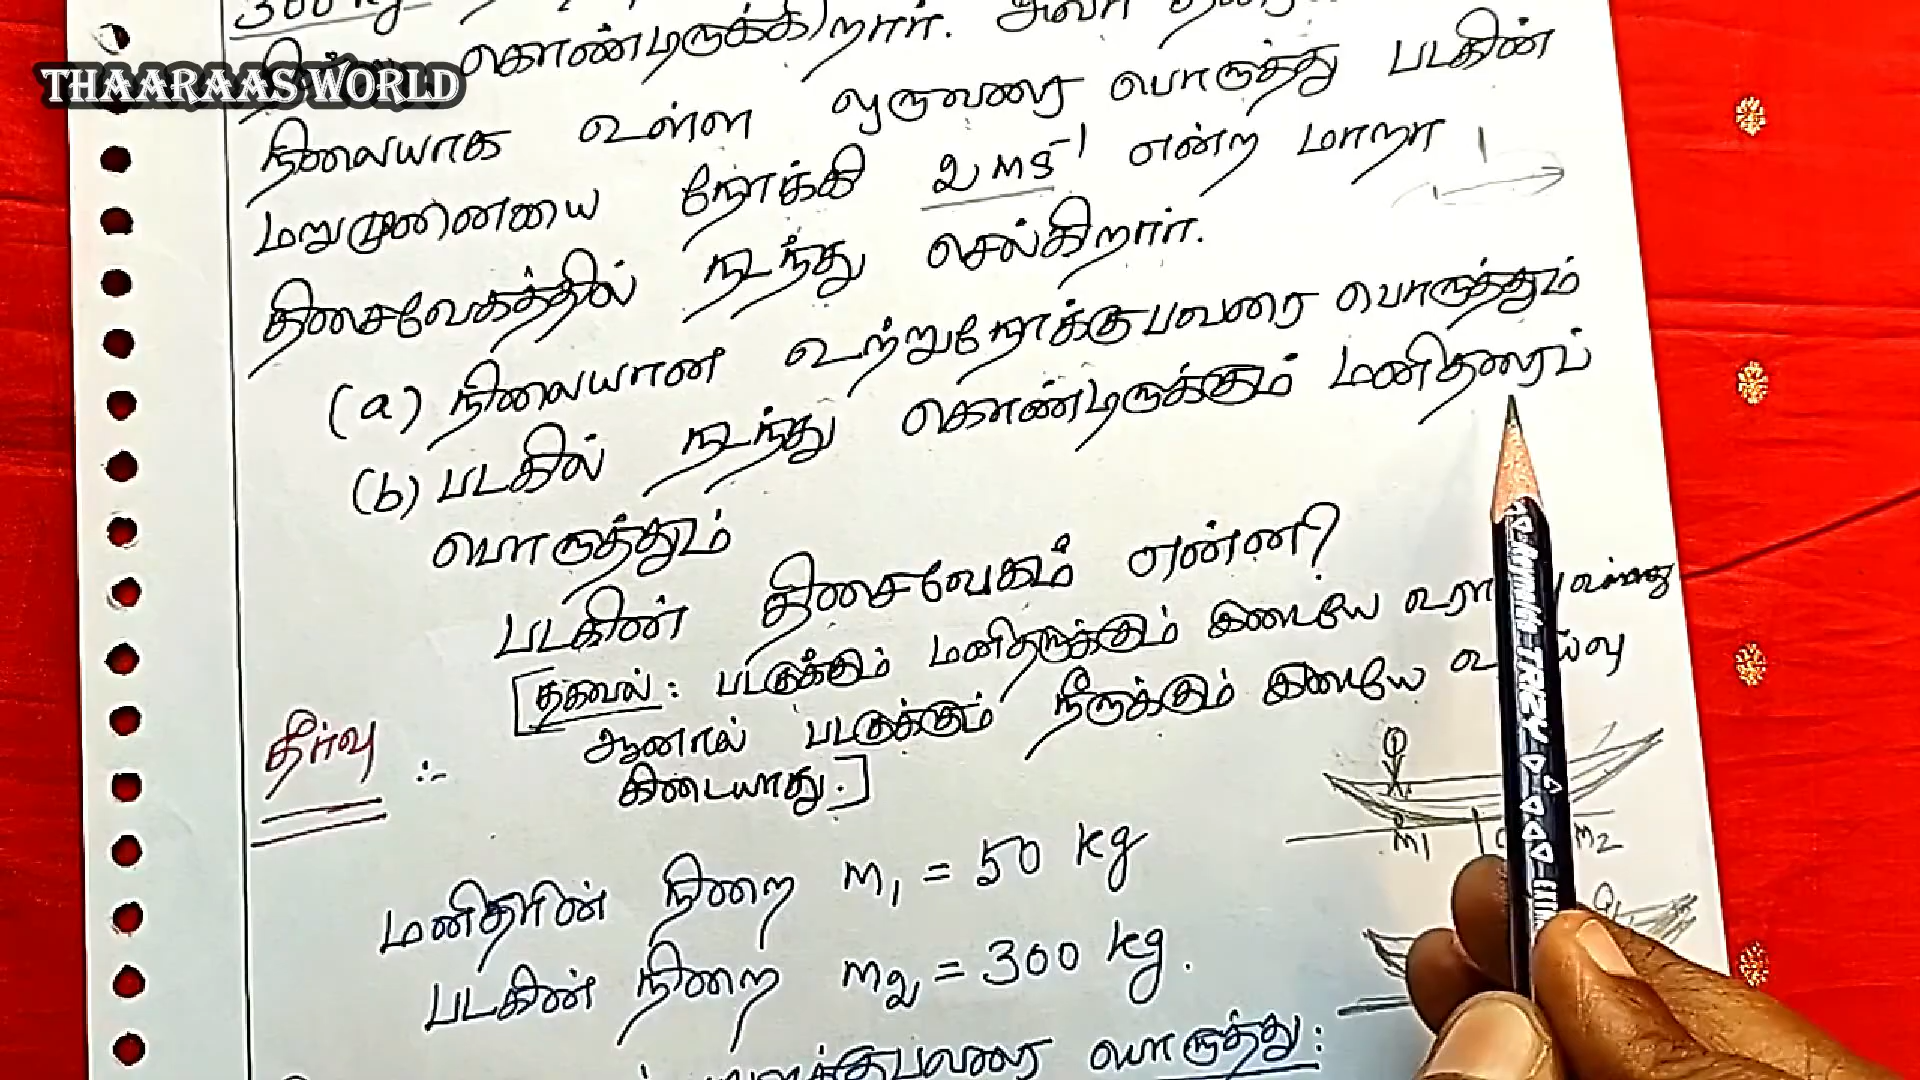 300 kg
கொண்டிருக்கிறார். அவர்
THAARAAS WORLD
நிலையாக உள்ள ஒருவரை பொருத்து படகின்
மறுமுனையை நோக்கி 2 ms⁻¹ என்ற மாறா
திசைவேகத்தில் நடந்து செல்கிறார்.
(a) நிலையான உற்றுநோக்குபவரை பொருத்தும்
(b) படகில் நடந்து கொண்டிருக்கும் மனிதரைப்
பொருத்தும்
படகின் திசைவேகம் என்ன?
[தகவல் : படகுக்கும் மனிதருக்கும் இடையே
ஆனால் படகுக்கும் நீருக்கும் இடையே
கிடையாது.]
தீர்வு :-
m₁ m₂
மனிதரின் நிறை m₁ = 50 kg
படகின் நிறை m₂ = 300 kg.
பொருத்து :